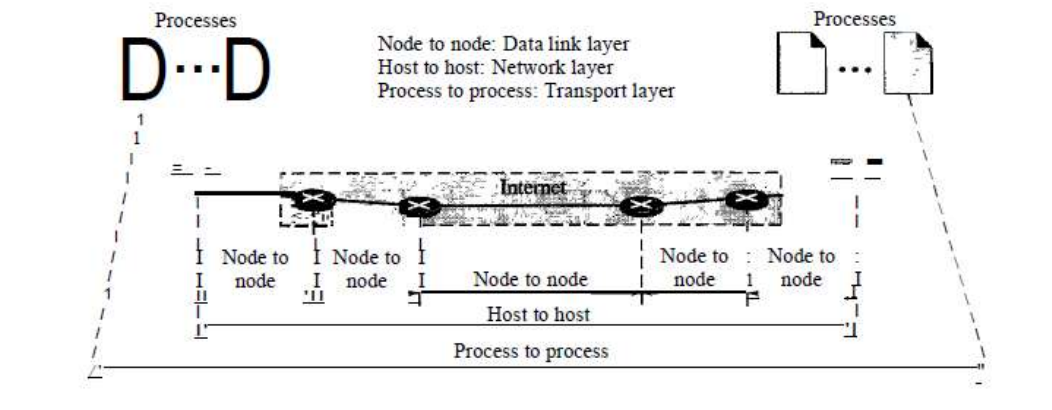 Processes
Processes
D...D
...
Node to node: Data link layer
Host to host: Network layer
Process to process: Transport layer
Internet
Node to
node
Node to
node
Node to node
Node to
node
Node to
node
Host to host
Process to process